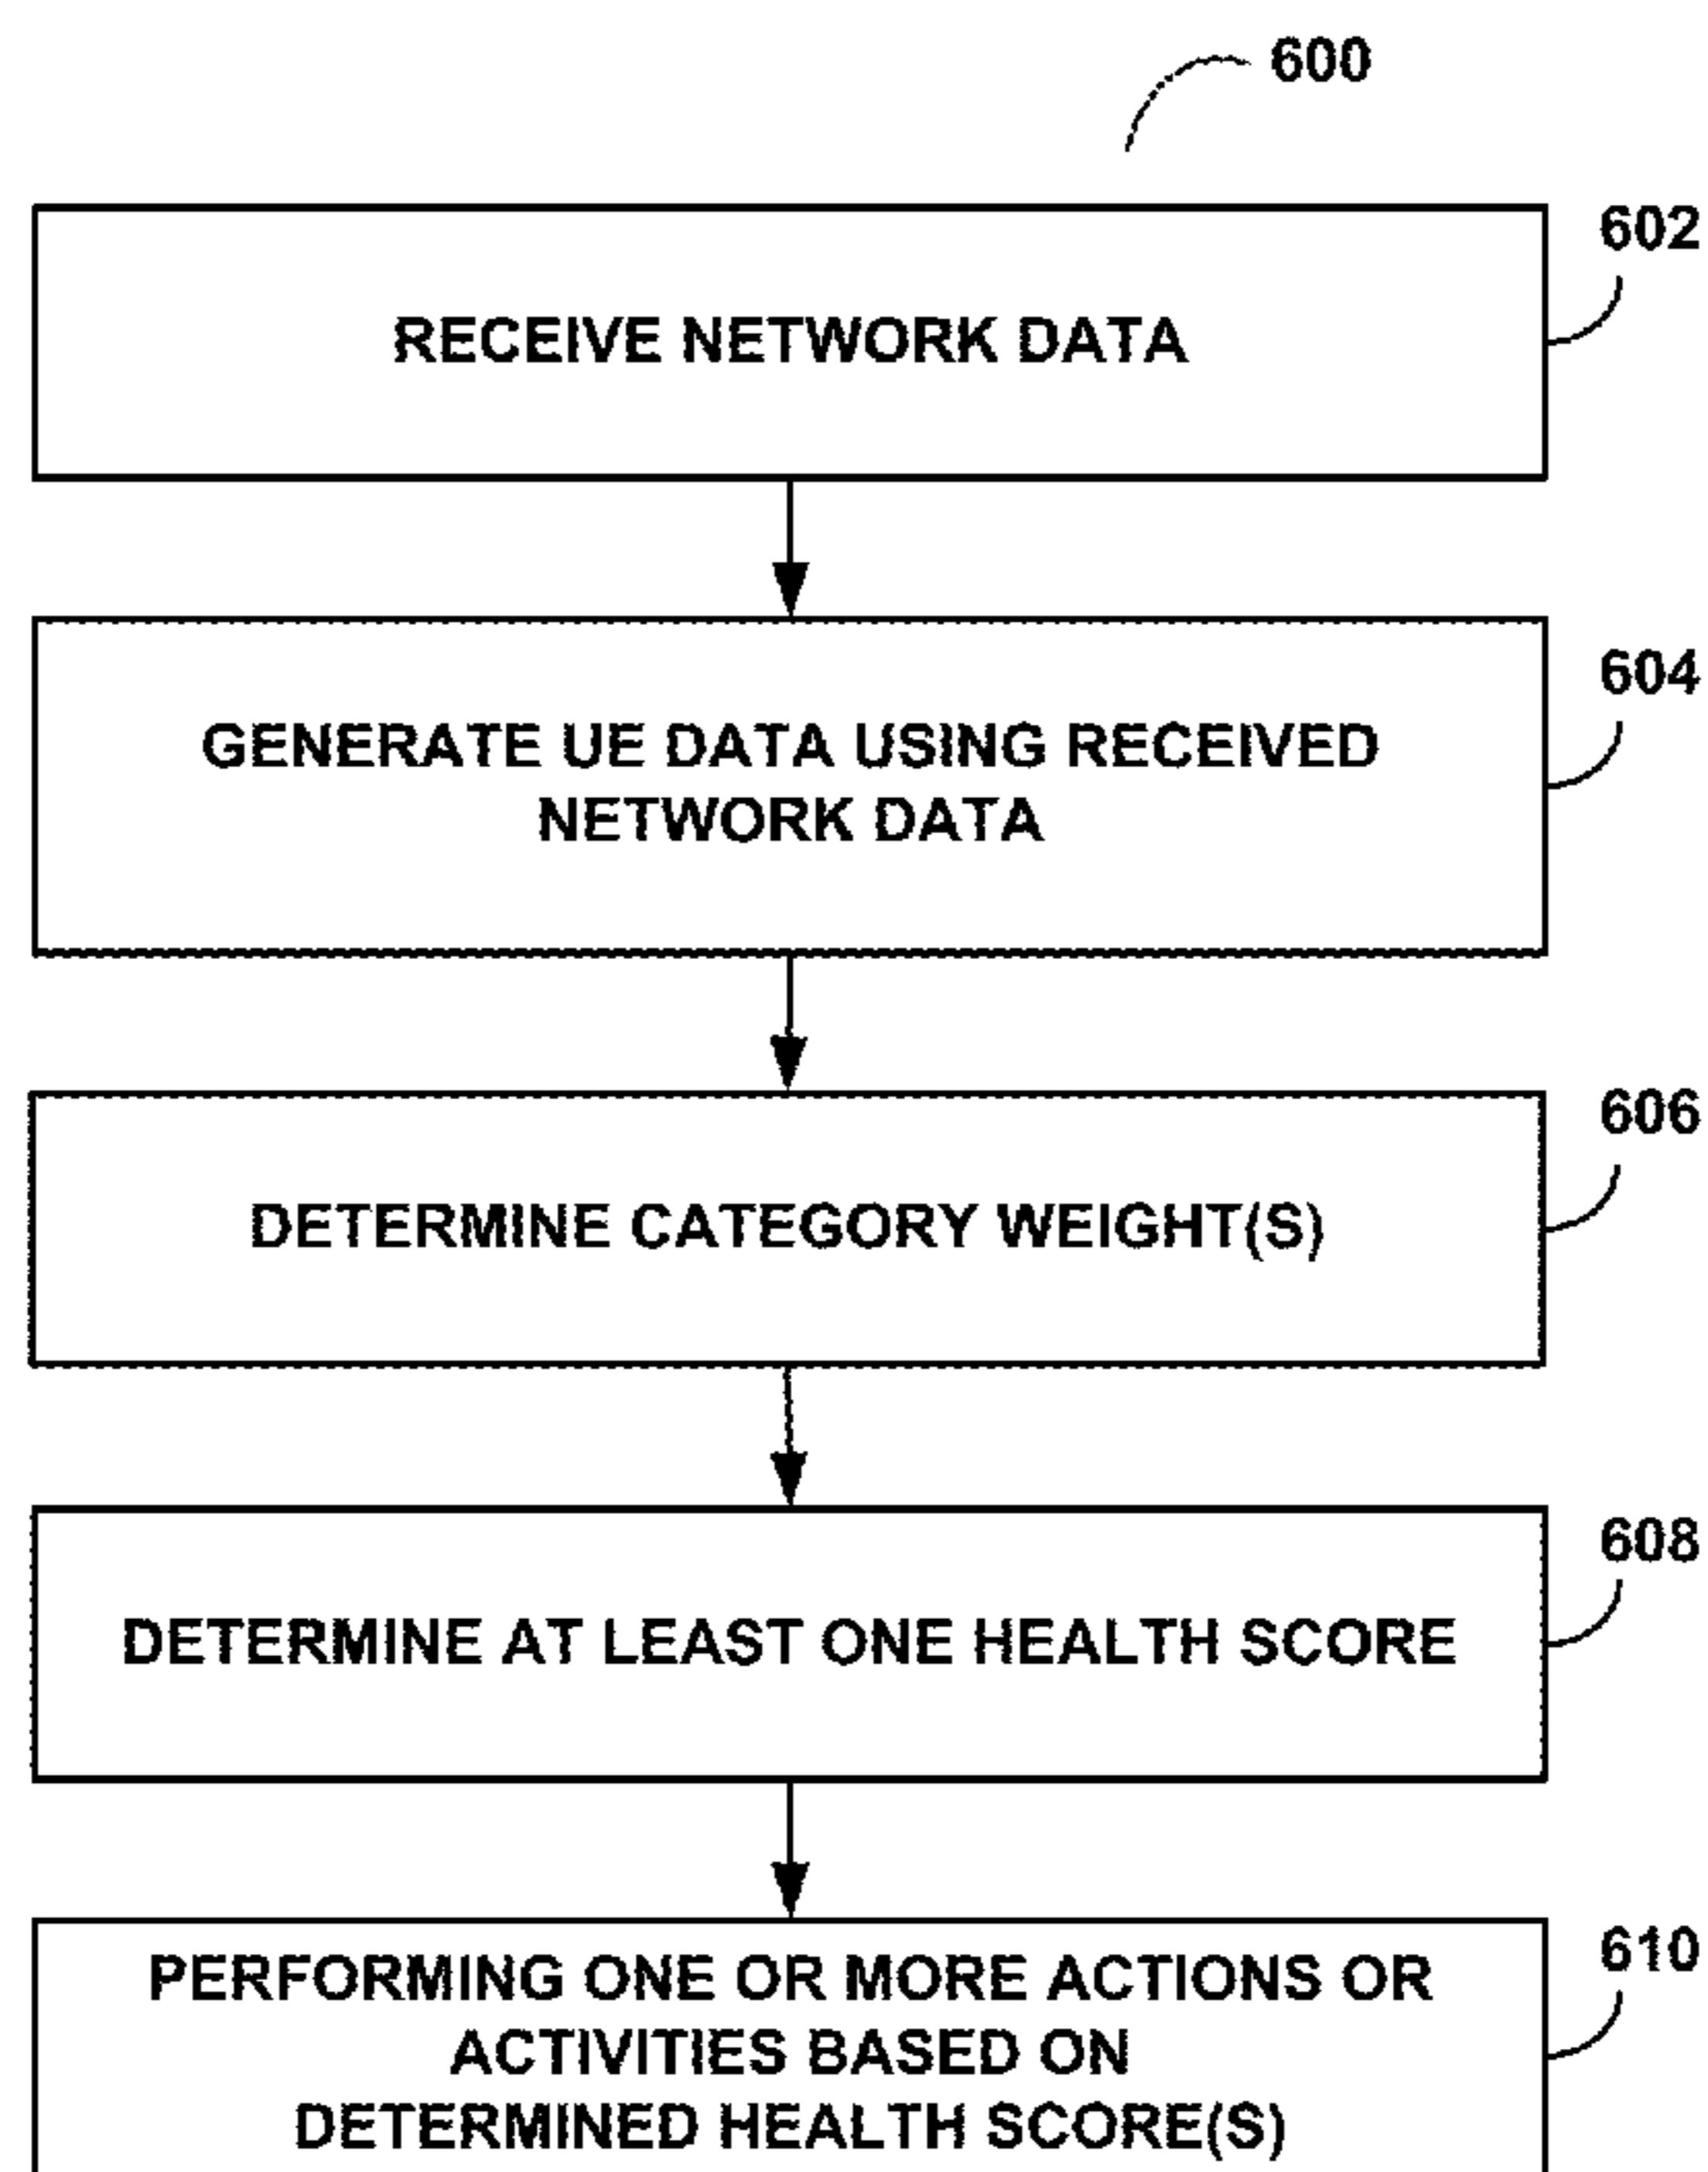 600
602
RECEIVE NETWORK DATA
604
GENERATE UE DATA USING RECEIVED
NETWORK DATA
606
DETERMINE CATEGORY WEIGHT(S)
608
DETERMINE AT LEAST ONE HEALTH SCORE
610
PERFORMING ONE OR MORE ACTIONS OR
ACTIVITIES BASED ON
DETERMINED HEALTH SCORE(S)